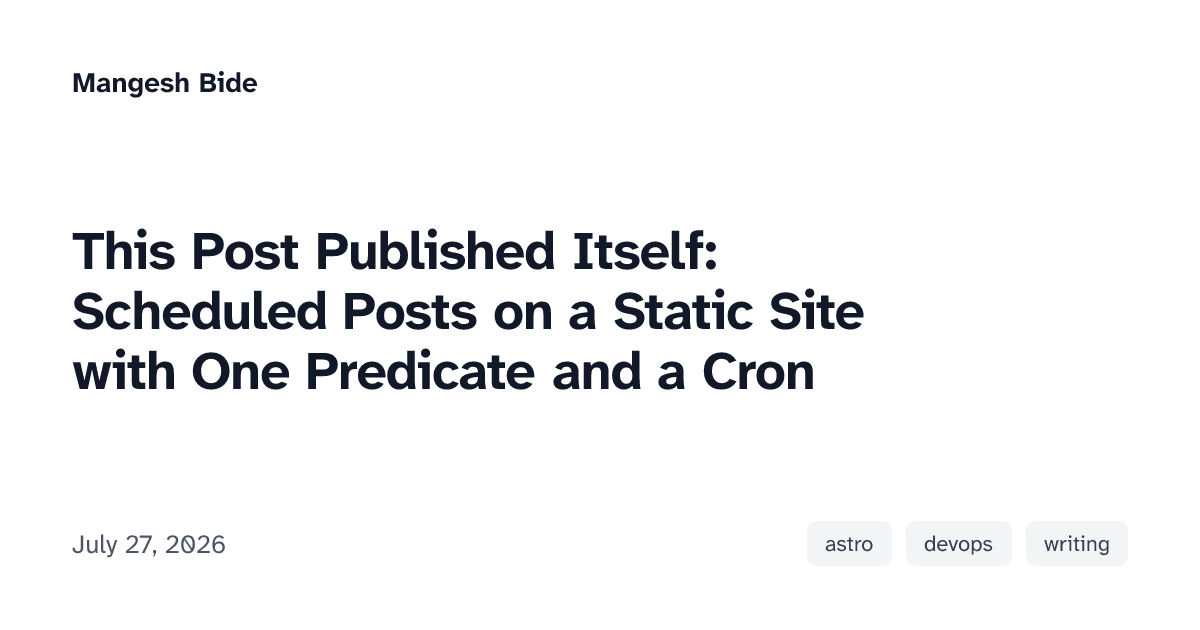 Mangesh Bide
This Post Published Itself:
Scheduled Posts on a Static Site
with One Predicate and a Cron
July 27, 2026
astro
devops
writing